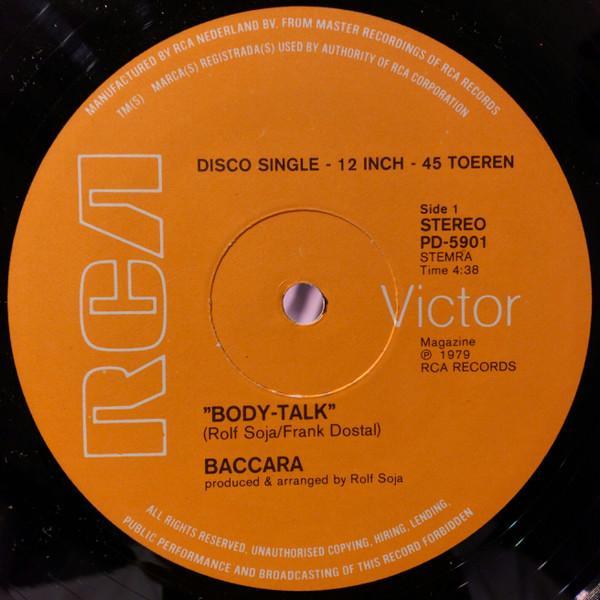 MANUFACTURED BY RCA NEDERLAND BV. FROM MASTER RECORDINGS OF RCA RECORDS
TM(S) MARCA(S) REGISTRADA(S) USED BY AUTHORITY OF RCA CORPORATION
DISCO SINGLE - 12 INCH - 45 TOEREN
RCA
Side 1
STEREO
PD-5901
STEMRA
Time 4:38
Victor
Magazine
℗ 1979
RCA RECORDS
"BODY-TALK"
(Rolf Soja/Frank Dostal)
BACCARA
produced & arranged by Rolf Soja
ALL RIGHTS RESERVED, UNAUTHORISED COPYING, HIRING, LENDING,
PUBLIC PERFORMANCE AND BROADCASTING OF THIS RECORD FORBIDDEN